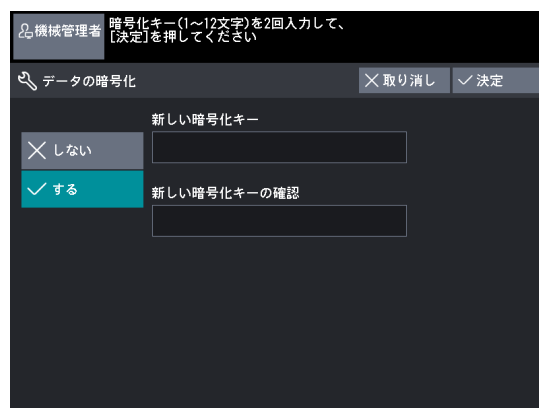 機械管理者
暗号化キー(1～12文字)を2回入力して、
[決定]を押してください
データの暗号化
取り消し
決定
新しい暗号化キー
しない
する
新しい暗号化キーの確認